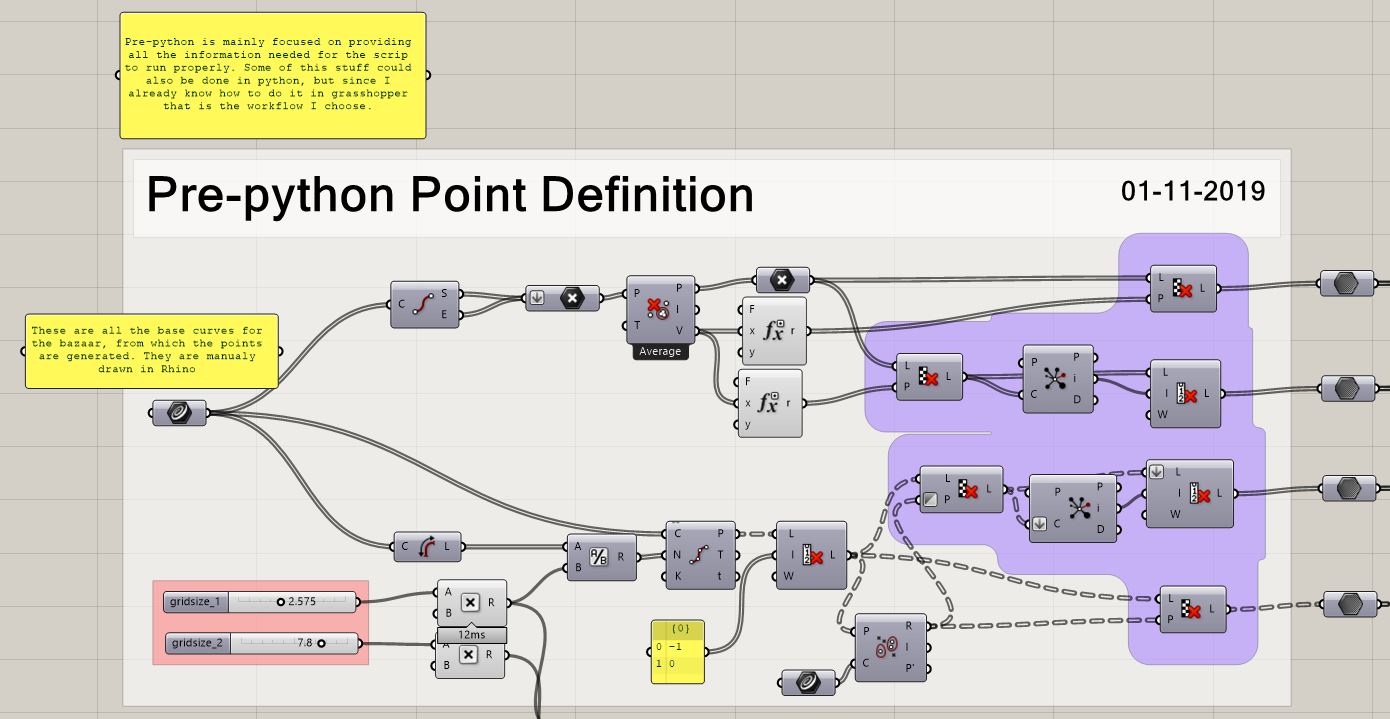 Pre-python is mainly focused on providing
all the information needed for the scrip
to run properly. Some of this stuff could
also be done in python, but since I
already know how to do it in grasshopper
that is the workflow I choose.
Pre-python Point Definition
01-11-2019
These are all the base curves for
the bazaar, from which the points
are generated. They are manualy
drawn in Rhino
C S E
P T P I V
Average
F x y fx r
F x y fx r
L P L
L P L
P C P i D
L I W L
L P L
P C P i D
L I W L
C L
A B A/B R
C N K P T t
L I W L
gridsize_1 2.575
gridsize_2 7.8
A B R
12ms
A B R
{0}
0 -1
1 0
P C R I P'
L P L